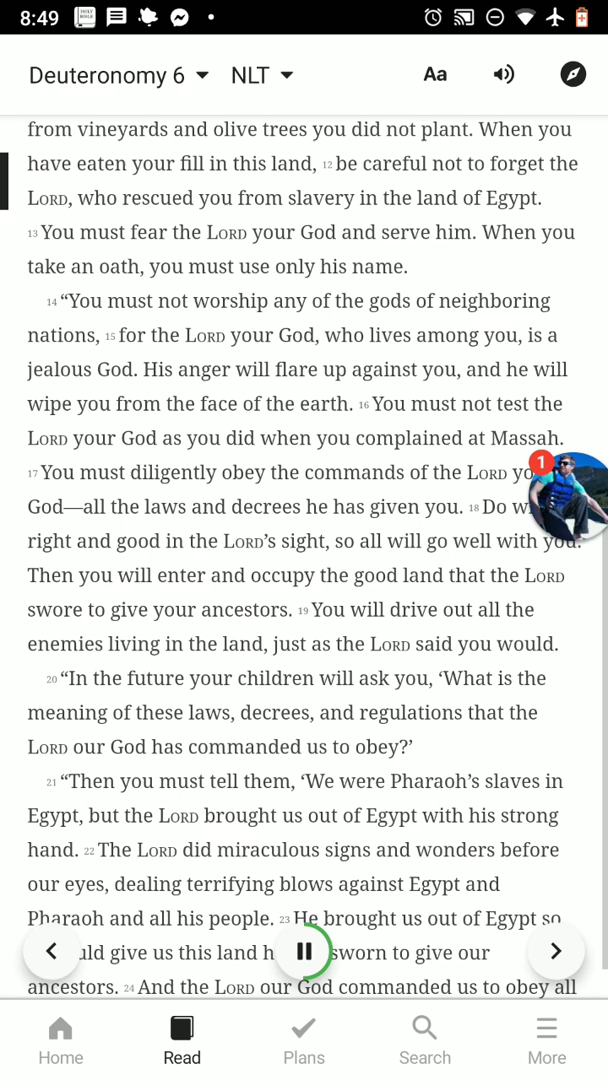 8:49
Deuteronomy 6 NLT Aa
from vineyards and olive trees you did not plant. When you
have eaten your fill in this land, 12 be careful not to forget the
LORD, who rescued you from slavery in the land of Egypt.
13 You must fear the LORD your God and serve him. When you
take an oath, you must use only his name.
14 “You must not worship any of the gods of neighboring
nations, 15 for the LORD your God, who lives among you, is a
jealous God. His anger will flare up against you, and he will
wipe you from the face of the earth. 16 You must not test the
LORD your God as you did when you complained at Massah.
17 You must diligently obey the commands of the LORD yo
1
God—all the laws and decrees he has given you. 18 Do w
right and good in the LORD’s sight, so all will go well with you.
Then you will enter and occupy the good land that the LORD
swore to give your ancestors. 19 You will drive out all the
enemies living in the land, just as the LORD said you would.
20 “In the future your children will ask you, ‘What is the
meaning of these laws, decrees, and regulations that the
LORD our God has commanded us to obey?’
21 “Then you must tell them, ‘We were Pharaoh’s slaves in
Egypt, but the LORD brought us out of Egypt with his strong
hand. 22 The LORD did miraculous signs and wonders before
our eyes, dealing terrifying blows against Egypt and
Pharaoh and all his people. 23 He brought us out of Egypt so
uld give us this land h sworn to give our
ancestors. 24 And the LORD our God commanded us to obey all
Home Read Plans Search More